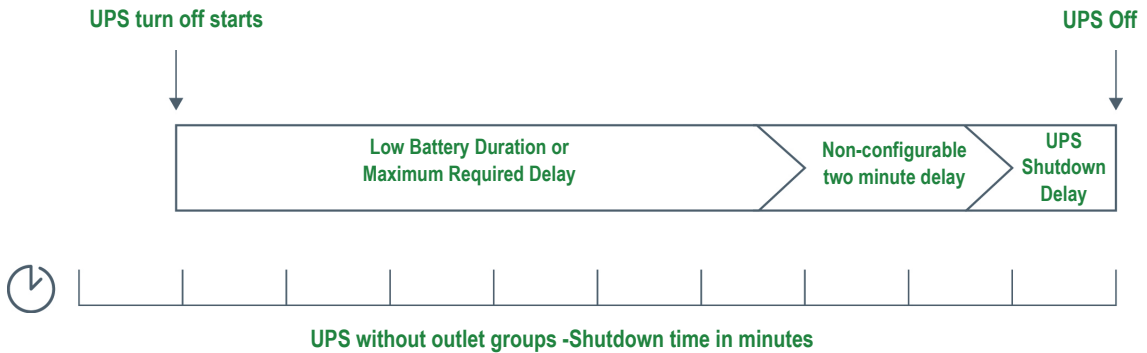 UPS turn off starts
UPS Off
Low Battery Duration or
Maximum Required Delay
Non-configurable
two minute delay
UPS
Shutdown
Delay
UPS without outlet groups -Shutdown time in minutes